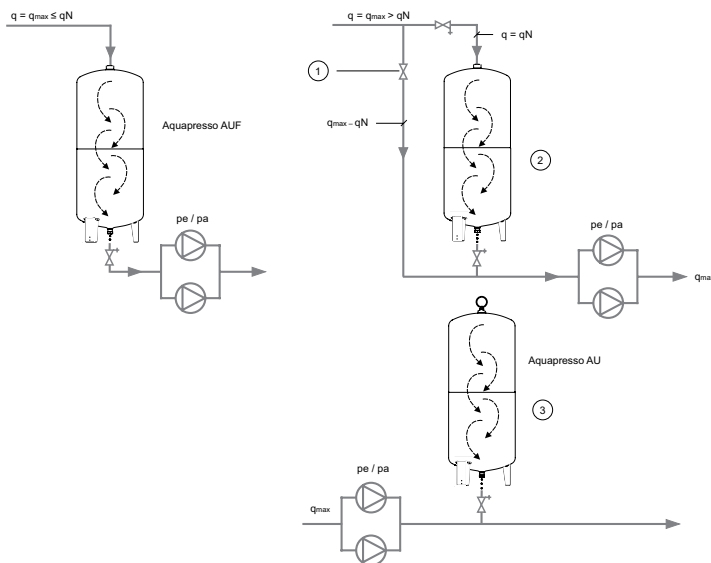 q = qmax ≤ qN
Aquapresso AUF
pe / pa
q = qmax > qN
q = qN
1
qmax – qN
2
pe / pa
qma
Aquapresso AU
3
pe / pa
qmax